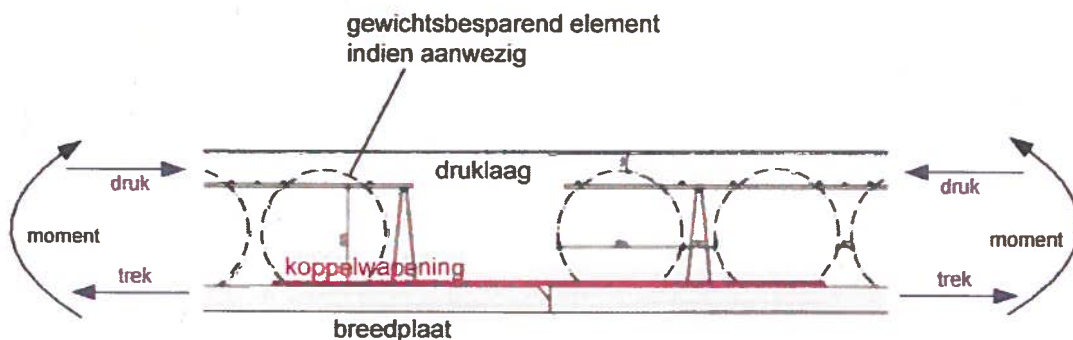 gewichtsbesparend element
indien aanwezig
druklaag
druk
druk
moment
moment
koppelwapening
trek
trek
breedplaat